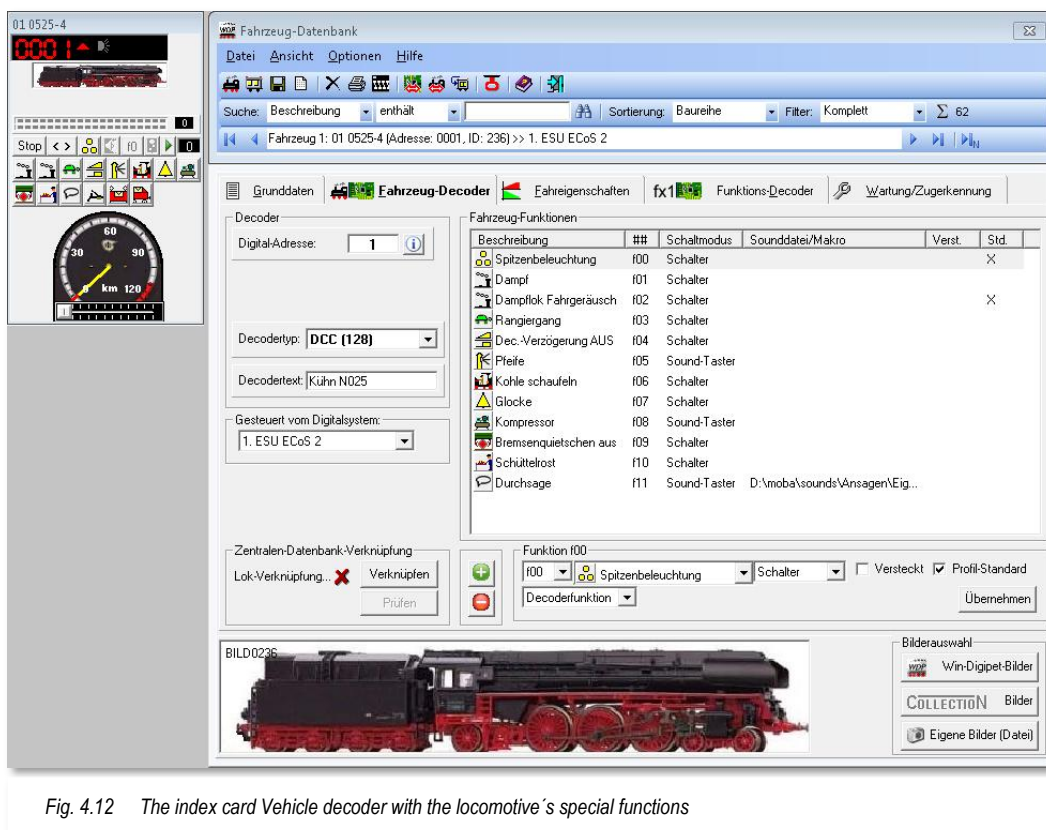 01 0525-4
0001
0
Stop < > f0 0
30 60 90 120 km
Fahrzeug-Datenbank
Datei Ansicht Optionen Hilfe
Suche: Beschreibung enthält Sortierung: Baureihe Filter: Komplett Σ 62
Fahrzeug 1: 01 0525-4 (Adresse: 0001, ID: 236) >> 1. ESU ECoS 2
Grunddaten Fahrzeug-Decoder Fahreigenschaften fx1 Funktions-Decoder Wartung/Zugerkennung
Decoder
Digital-Adresse: 1
Decodertyp: DCC (128)
Decodertext: Kühn N025
Gesteuert vom Digitalsystem:
1. ESU ECoS 2
Fahrzeug-Funktionen
Beschreibung ## Schaltmodus Sounddatei/Makro Verst. Std.
Spitzenbeleuchtung f00 Schalter X
Dampf f01 Schalter
Dampflok Fahrgeräusch f02 Schalter X
Rangiergang f03 Schalter
Dec.-Verzögerung AUS f04 Schalter
Pfeife f05 Sound-Taster
Kohle schaufeln f06 Schalter
Glocke f07 Schalter
Kompressor f08 Sound-Taster
Bremsenquietschen aus f09 Schalter
Schüttelrost f10 Schalter
Durchsage f11 Sound-Taster D:\moba\sounds\Ansagen\Eig...
Zentralen-Datenbank-Verknüpfung
Lok-Verknüpfung... Verknüpfen
Prüfen
Funktion f00
f00 Spitzenbeleuchtung Schalter Versteckt Profil-Standard
Decoderfunktion Übernehmen
BILD0236
Bilderauswahl
WDP Win-Digipet-Bilder
COLLECTION Bilder
Eigene Bilder (Datei)
Fig. 4.12 The index card Vehicle decoder with the locomotive´s special functions